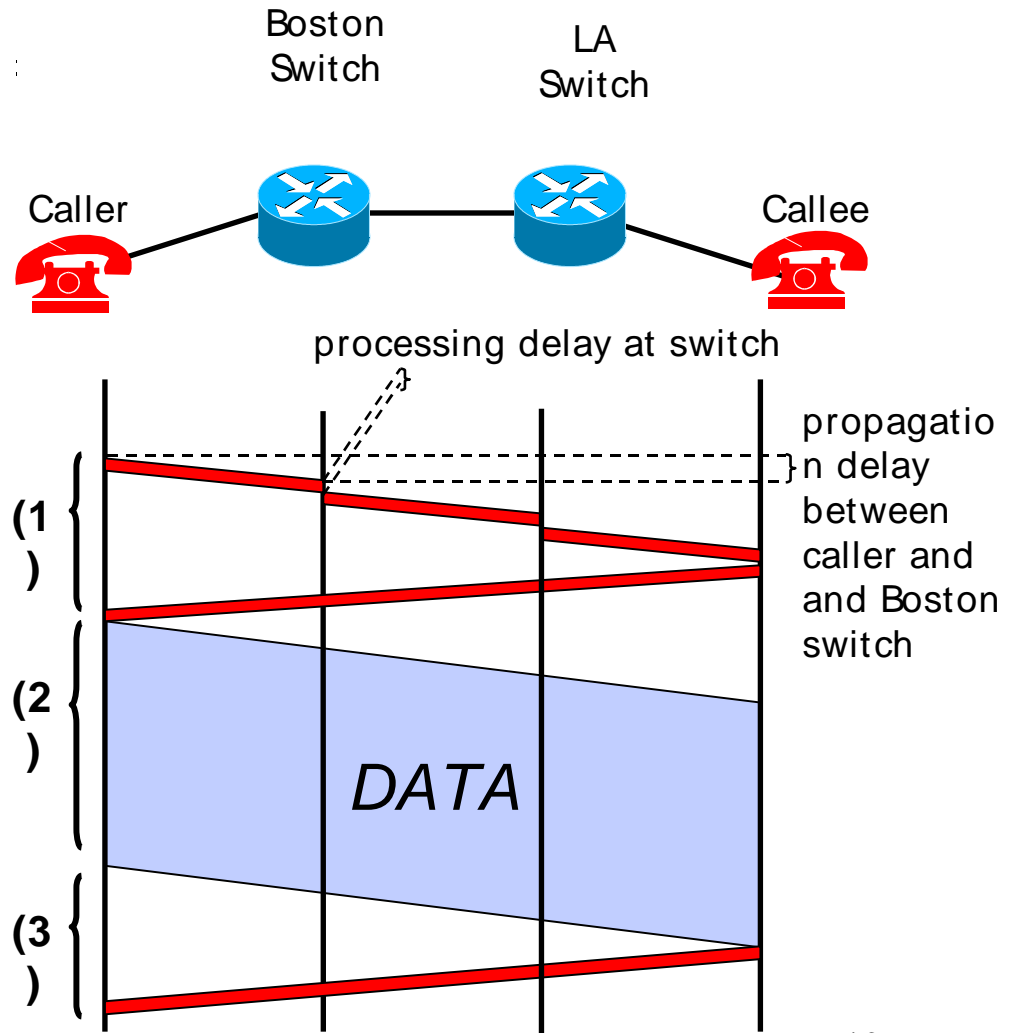 Boston
Switch
LA
Switch
:
Caller
Callee
processing delay at switch
propagatio
n delay
between
caller and
and Boston
switch
(1
)
(2
)
DATA
(3
)